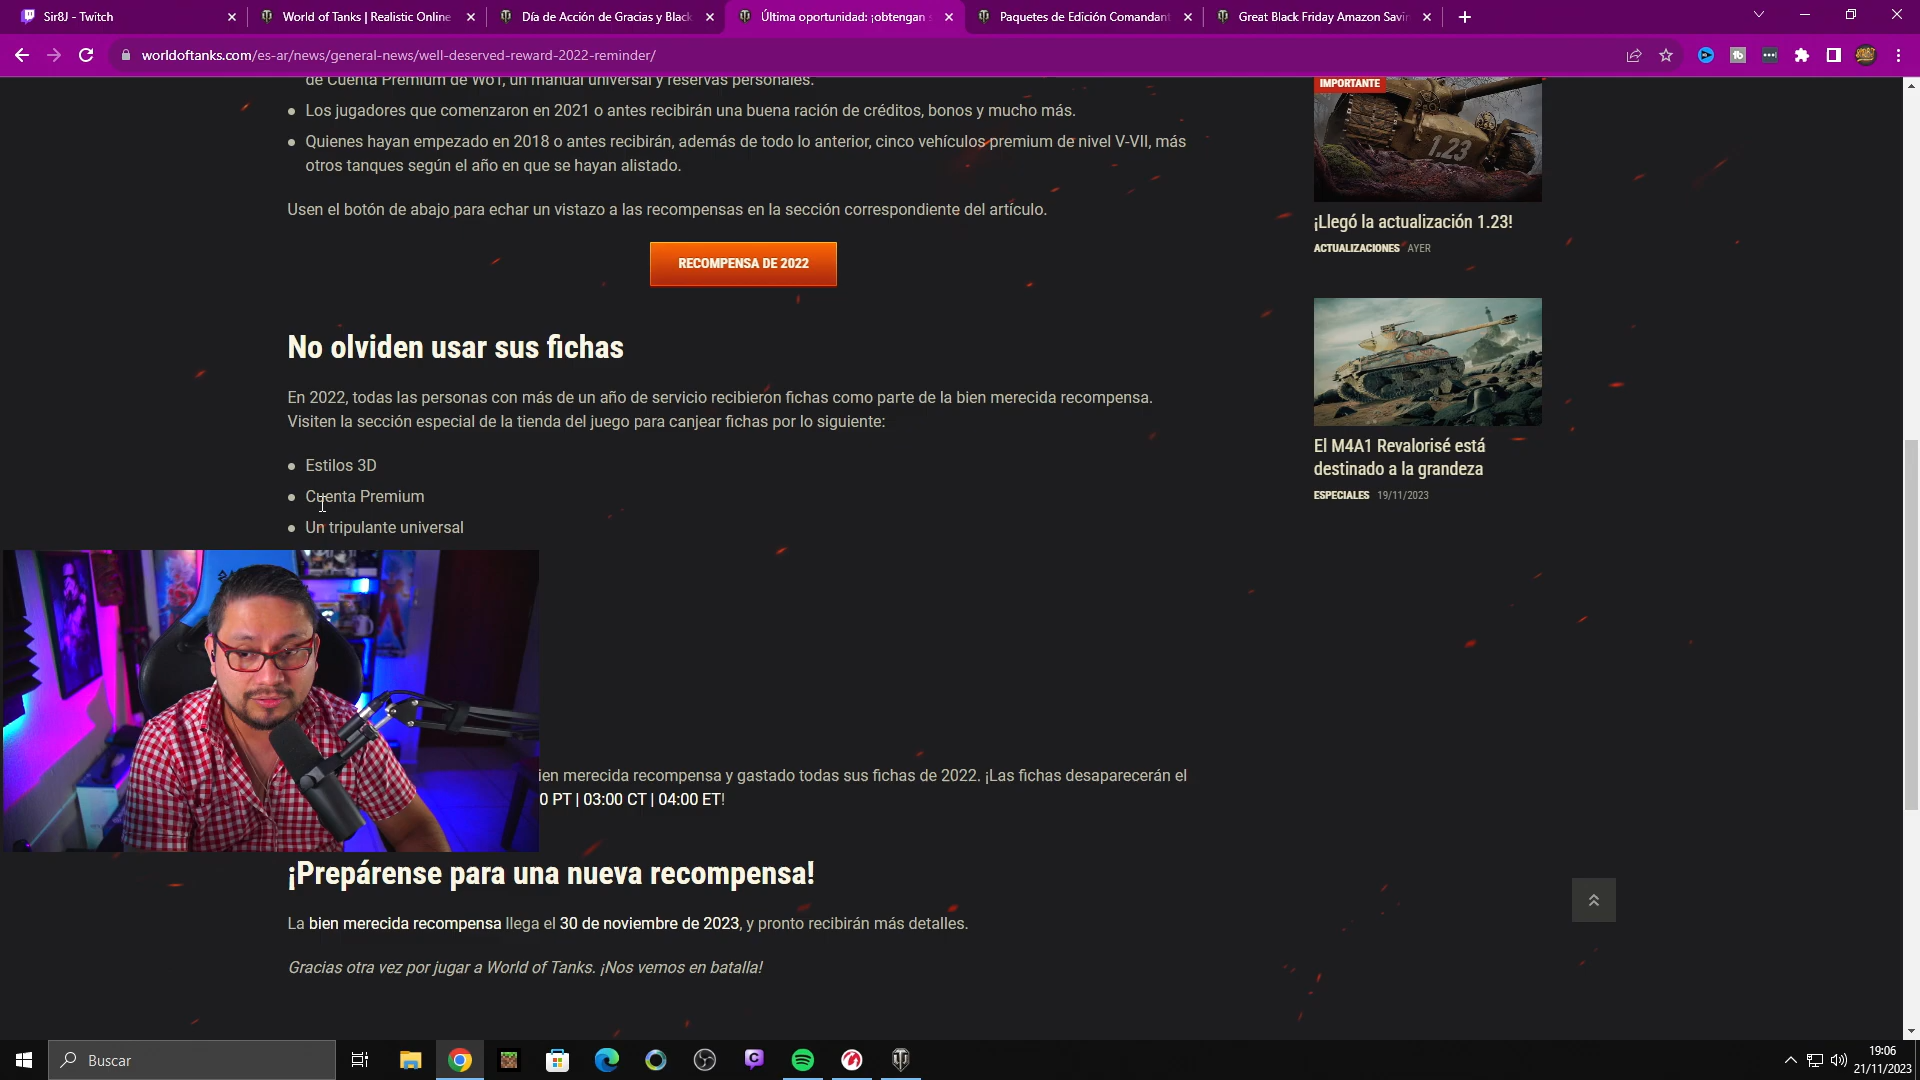 Sir8J - Twitch
World of Tanks | Realistic Online
Día de Acción de Gracias y Black
Última oportunidad: ¡obtengan s
Paquetes de Edición Comandant
Great Black Friday Amazon Savin
worldoftanks.com/es-ar/news/general-news/well-deserved-reward-2022-reminder/
de Cuenta Premium de WoT, un manual universal y reservas personales.
Los jugadores que comenzaron en 2021 o antes recibirán una buena ración de créditos, bonos y mucho más.
Quienes hayan empezado en 2018 o antes recibirán, además de todo lo anterior, cinco vehículos premium de nivel V-VII, más
otros tanques según el año en que se hayan alistado.
Usen el botón de abajo para echar un vistazo a las recompensas en la sección correspondiente del artículo.
RECOMPENSA DE 2022
No olviden usar sus fichas
En 2022, todas las personas con más de un año de servicio recibieron fichas como parte de la bien merecida recompensa.
Visiten la sección especial de la tienda del juego para canjear fichas por lo siguiente:
Estilos 3D
Cuenta Premium
Un tripulante universal
ien merecida recompensa y gastado todas sus fichas de 2022. ¡Las fichas desaparecerán el
0 PT | 03:00 CT | 04:00 ET!
¡Prepárense para una nueva recompensa!
La bien merecida recompensa llega el 30 de noviembre de 2023, y pronto recibirán más detalles.
Gracias otra vez por jugar a World of Tanks. ¡Nos vemos en batalla!
IMPORTANTE
1.23
¡Llegó la actualización 1.23!
ACTUALIZACIONES AYER
El M4A1 Revalorisé está
destinado a la grandeza
ESPECIALES 19/11/2023
Buscar
19:06
21/11/2023